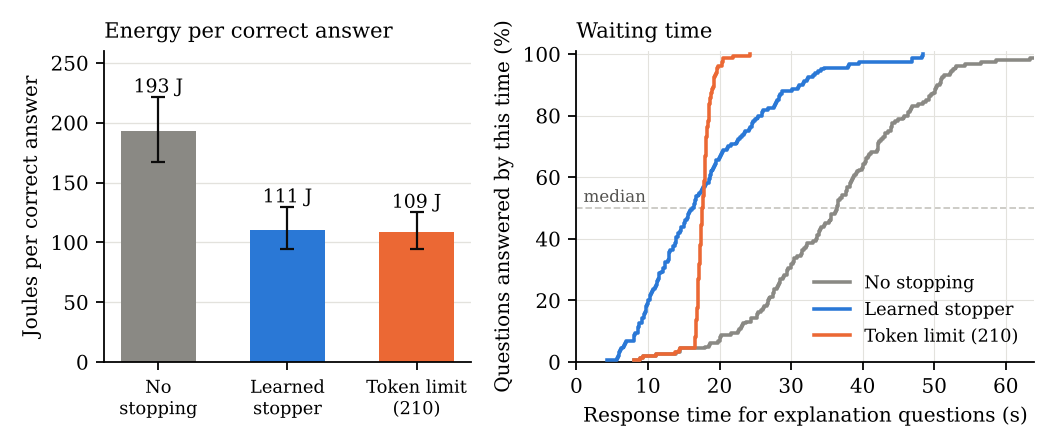 Energy per correct answer
Joules per correct answer
250
200
150
100
50
0
193 J
111 J
109 J
No
stopping
Learned
stopper
Token limit
(210)
Waiting time
Questions answered by this time (%)
100
80
60
40
20
0
median
No stopping
Learned stopper
Token limit (210)
0
10
20
30
40
50
60
Response time for explanation questions (s)